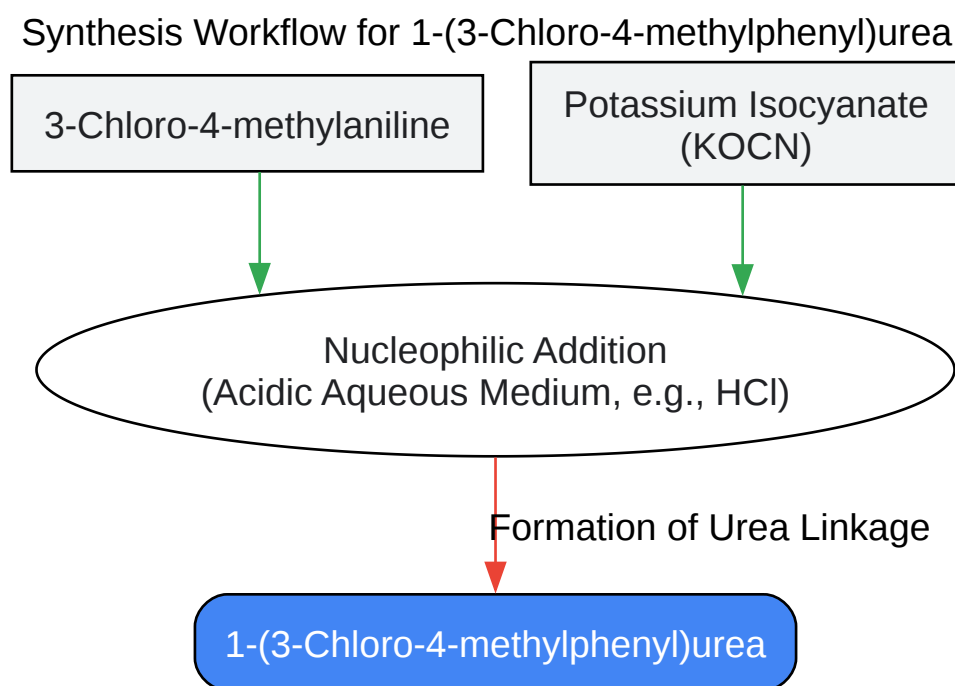 Synthesis Workflow for 1-(3-Chloro-4-methylphenyl)urea
3-Chloro-4-methylaniline
Potassium Isocyanate
(KOCN)
Nucleophilic Addition
(Acidic Aqueous Medium, e.g., HCl)
Formation of Urea Linkage
1-(3-Chloro-4-methylphenyl)urea